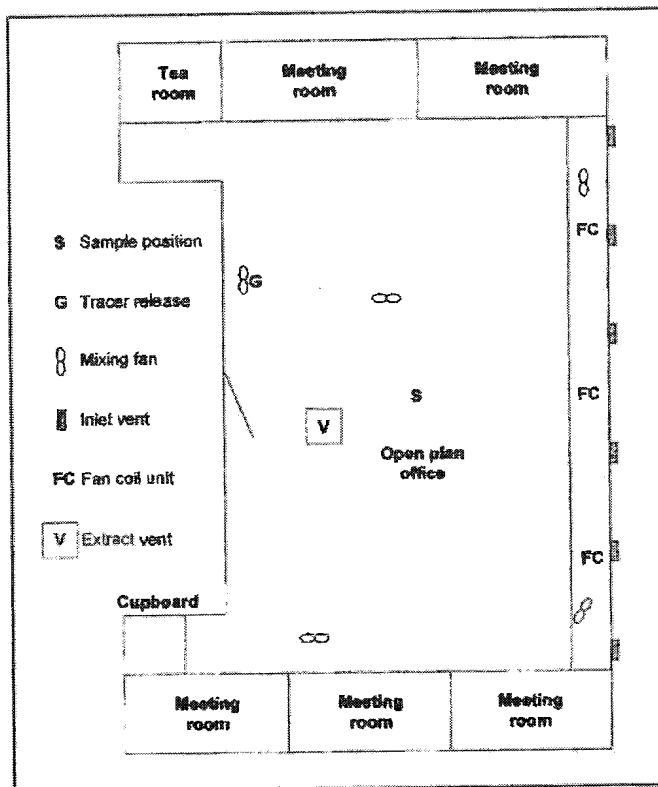 Tea
room
Meeting
room
Meeting
room
FC
S Sample position
G Tracer release
G
Mixing fan
Inlet vent
FC
S
V
Open plan
office
FC Fan coil unit
V Extract vent
FC
Cupboard
Meeting
room
Meeting
room
Meeting
room